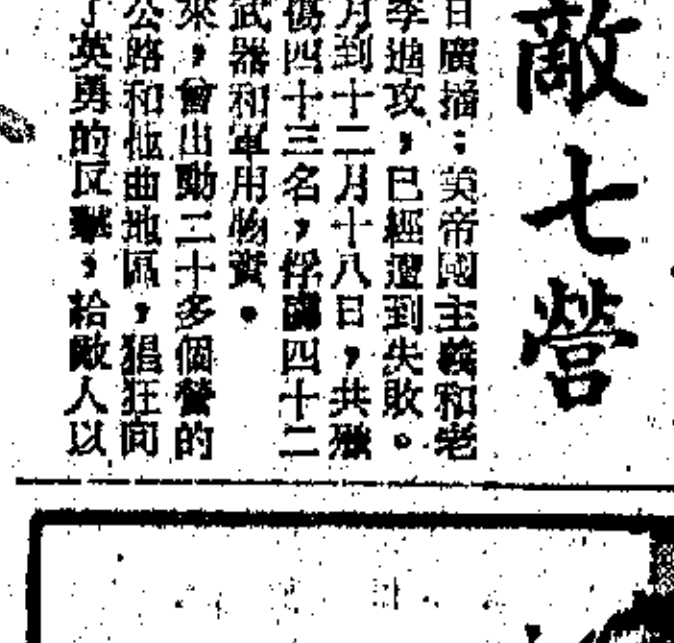 敵七營
日廣播：美帝國主義和老
季進攻，已經遭到失敗。
月到十二月十八日，共殲
傷四十三名，俘虜四十二
武器和軍用物資。
來，曾出動二十多個營的
公路和他曲地區，猖狂向
了英勇的反擊，給敵人以